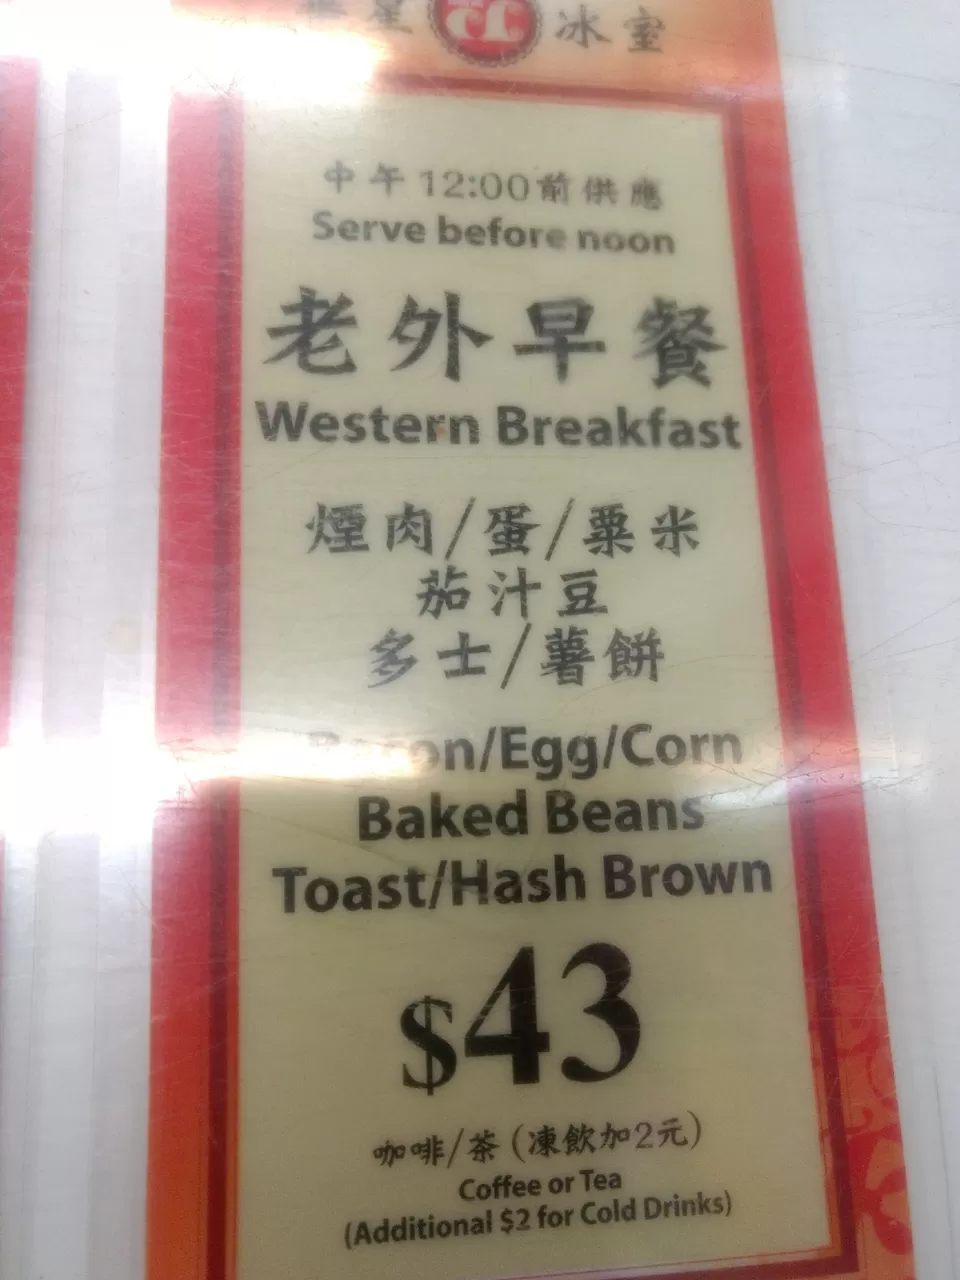 星 冰室
中午12:00前供應
Serve before noon
老外早餐
Western Breakfast
煙肉/蛋/粟米
茄汁豆
多士/薯餅
Bacon/Egg/Corn
Baked Beans
Toast/Hash Brown
$43
咖啡/茶(凍飲加2元)
Coffee or Tea
(Additional $2 for Cold Drinks)